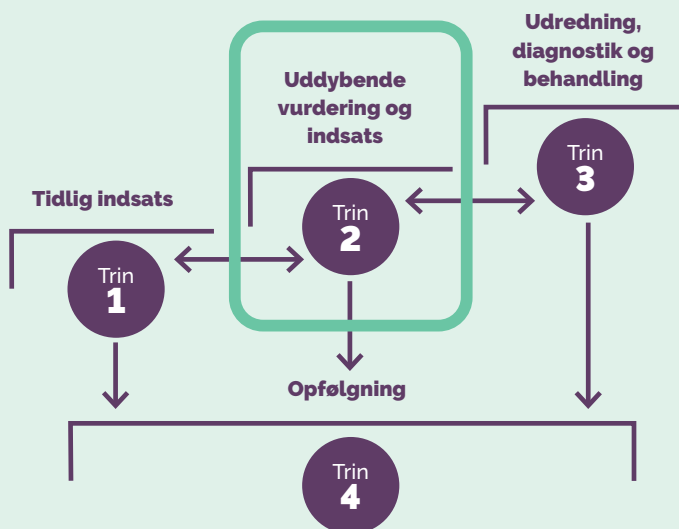 Udredning,
diagnostik og
behandling
Trin
3
Uddybende
vurdering og
indsats
Trin
2
Tidlig indsats
Trin
1
Opfølgning
Trin
4